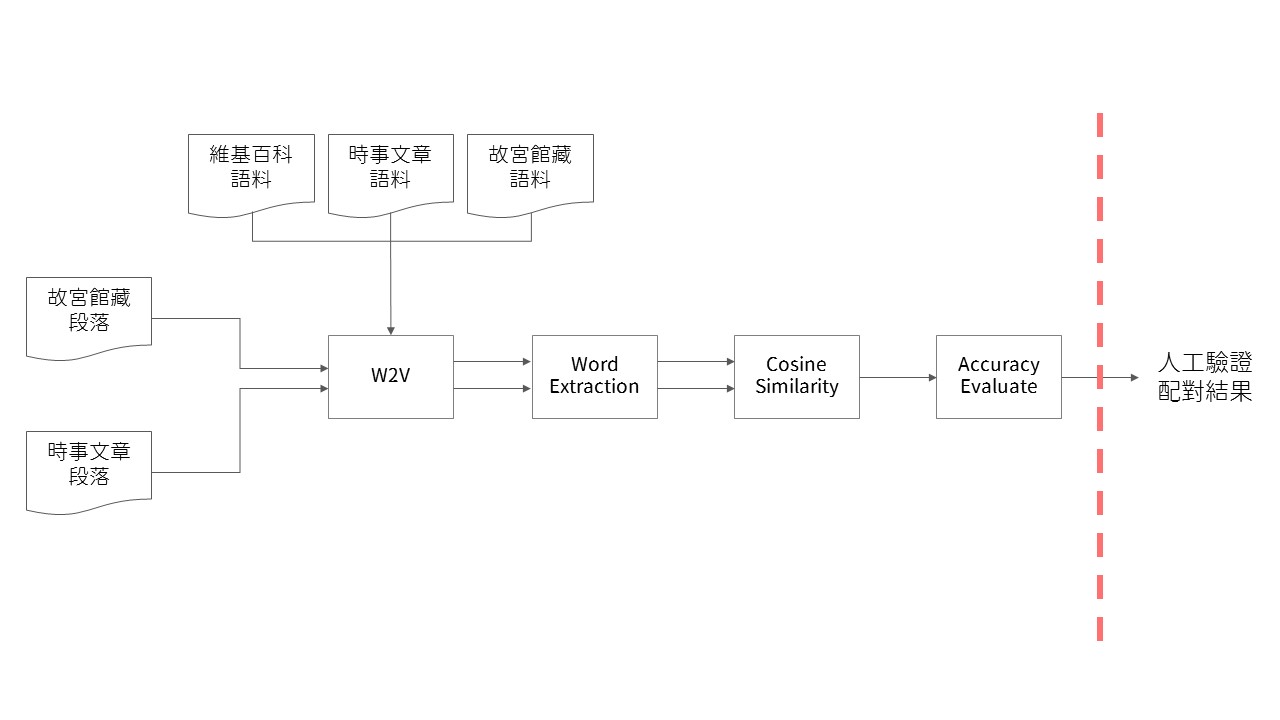 維基百科
語料
時事文章
語料
故宮館藏
語料
故宮館藏
段落
時事文章
段落
W2V
Word
Extraction
Cosine
Similarity
Accuracy
Evaluate
人工驗證
配對結果